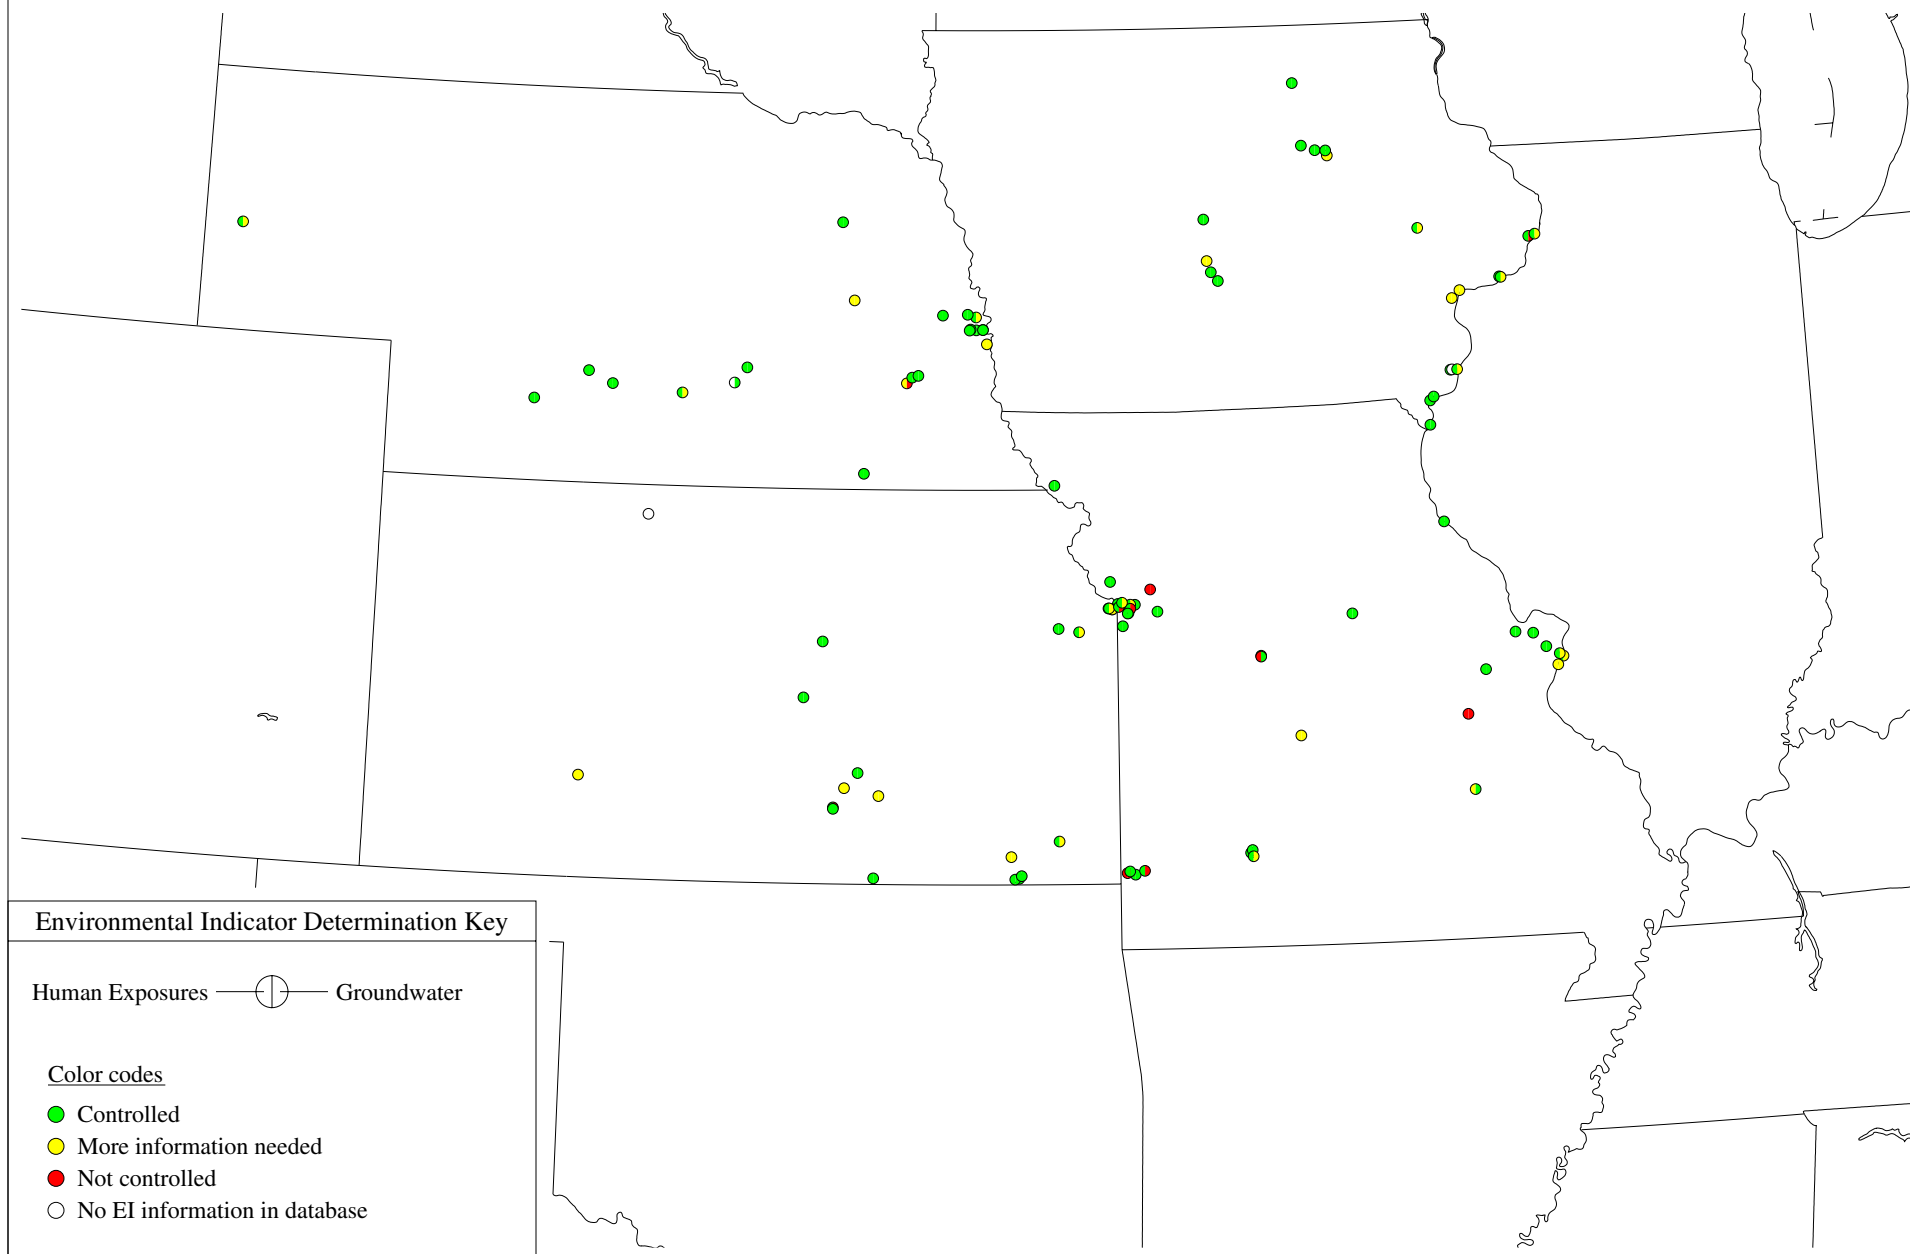 Environmental Indicator Determination Key
Human Exposures Groundwater
Color codes
Controlled
More information needed
Not controlled
No EI information in database